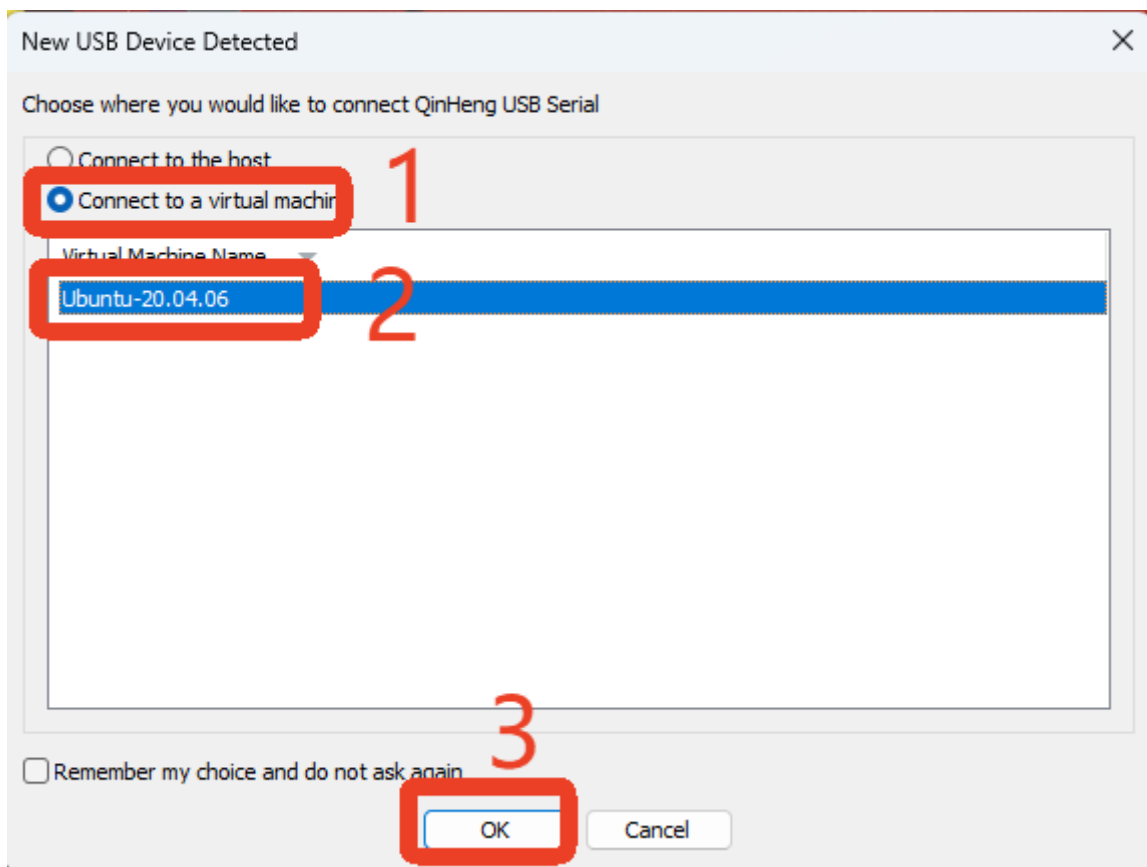 New USB Device Detected
Choose where you would like to connect QinHeng USB Serial
Connect to the host
1
Connect to a virtual machin
Virtual Machine Name
Ubuntu-20.04.06
2
3
Remember my choice and do not ask again
OK
Cancel